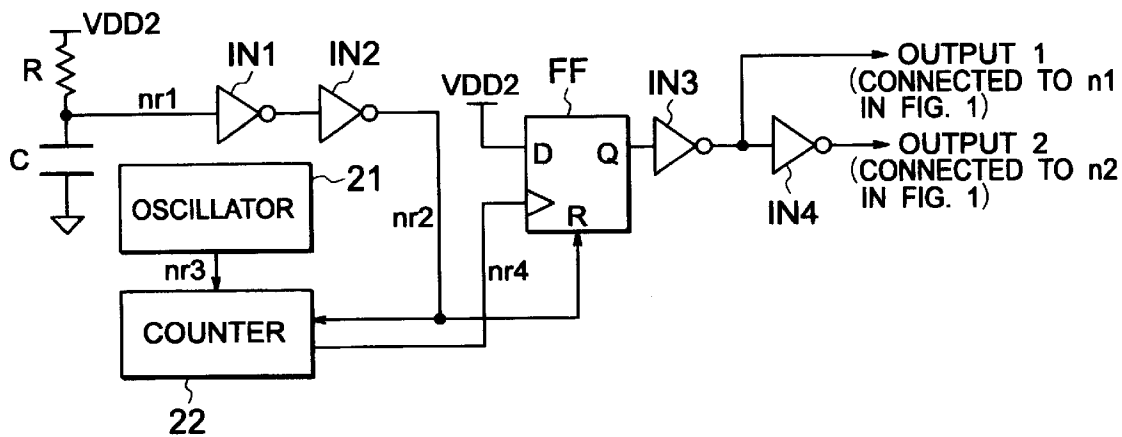 VDD2
R
IN1
IN2
nr1
C
OSCILLATOR
21
nr3
COUNTER
22
nr2
nr4
VDD2
FF
D
Q
R
IN3
IN4
OUTPUT 1
(CONNECTED TO n1
IN FIG. 1)
OUTPUT 2
(CONNECTED TO n2
IN FIG. 1)